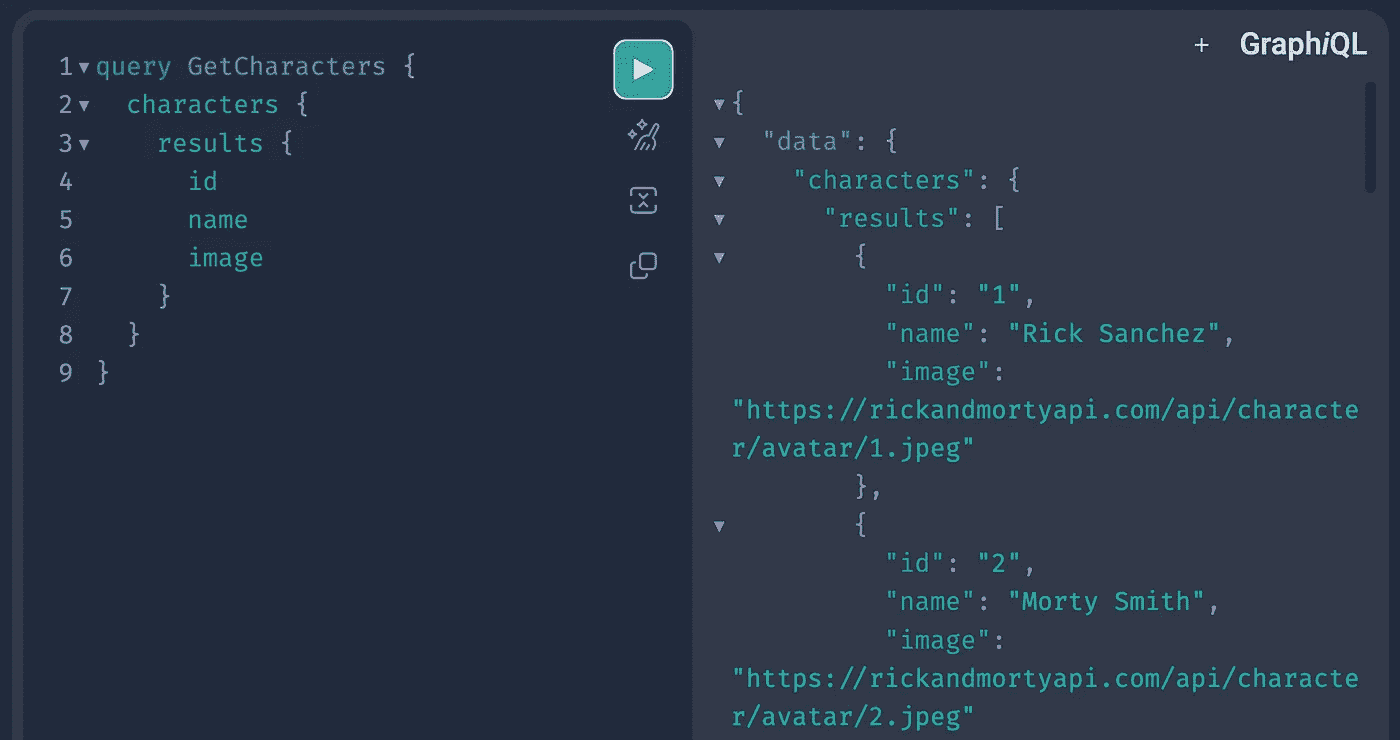 1 query GetCharacters {
2   characters {
3     results {
4       id
5       name
6       image
7     }
8   }
9 }
+ GraphiQL
{
  "data": {
    "characters": {
      "results": [
        {
          "id": "1",
          "name": "Rick Sanchez",
          "image":
"https://rickandmortyapi.com/api/characte
r/avatar/1.jpeg"
        },
        {
          "id": "2",
          "name": "Morty Smith",
          "image":
"https://rickandmortyapi.com/api/characte
r/avatar/2.jpeg"